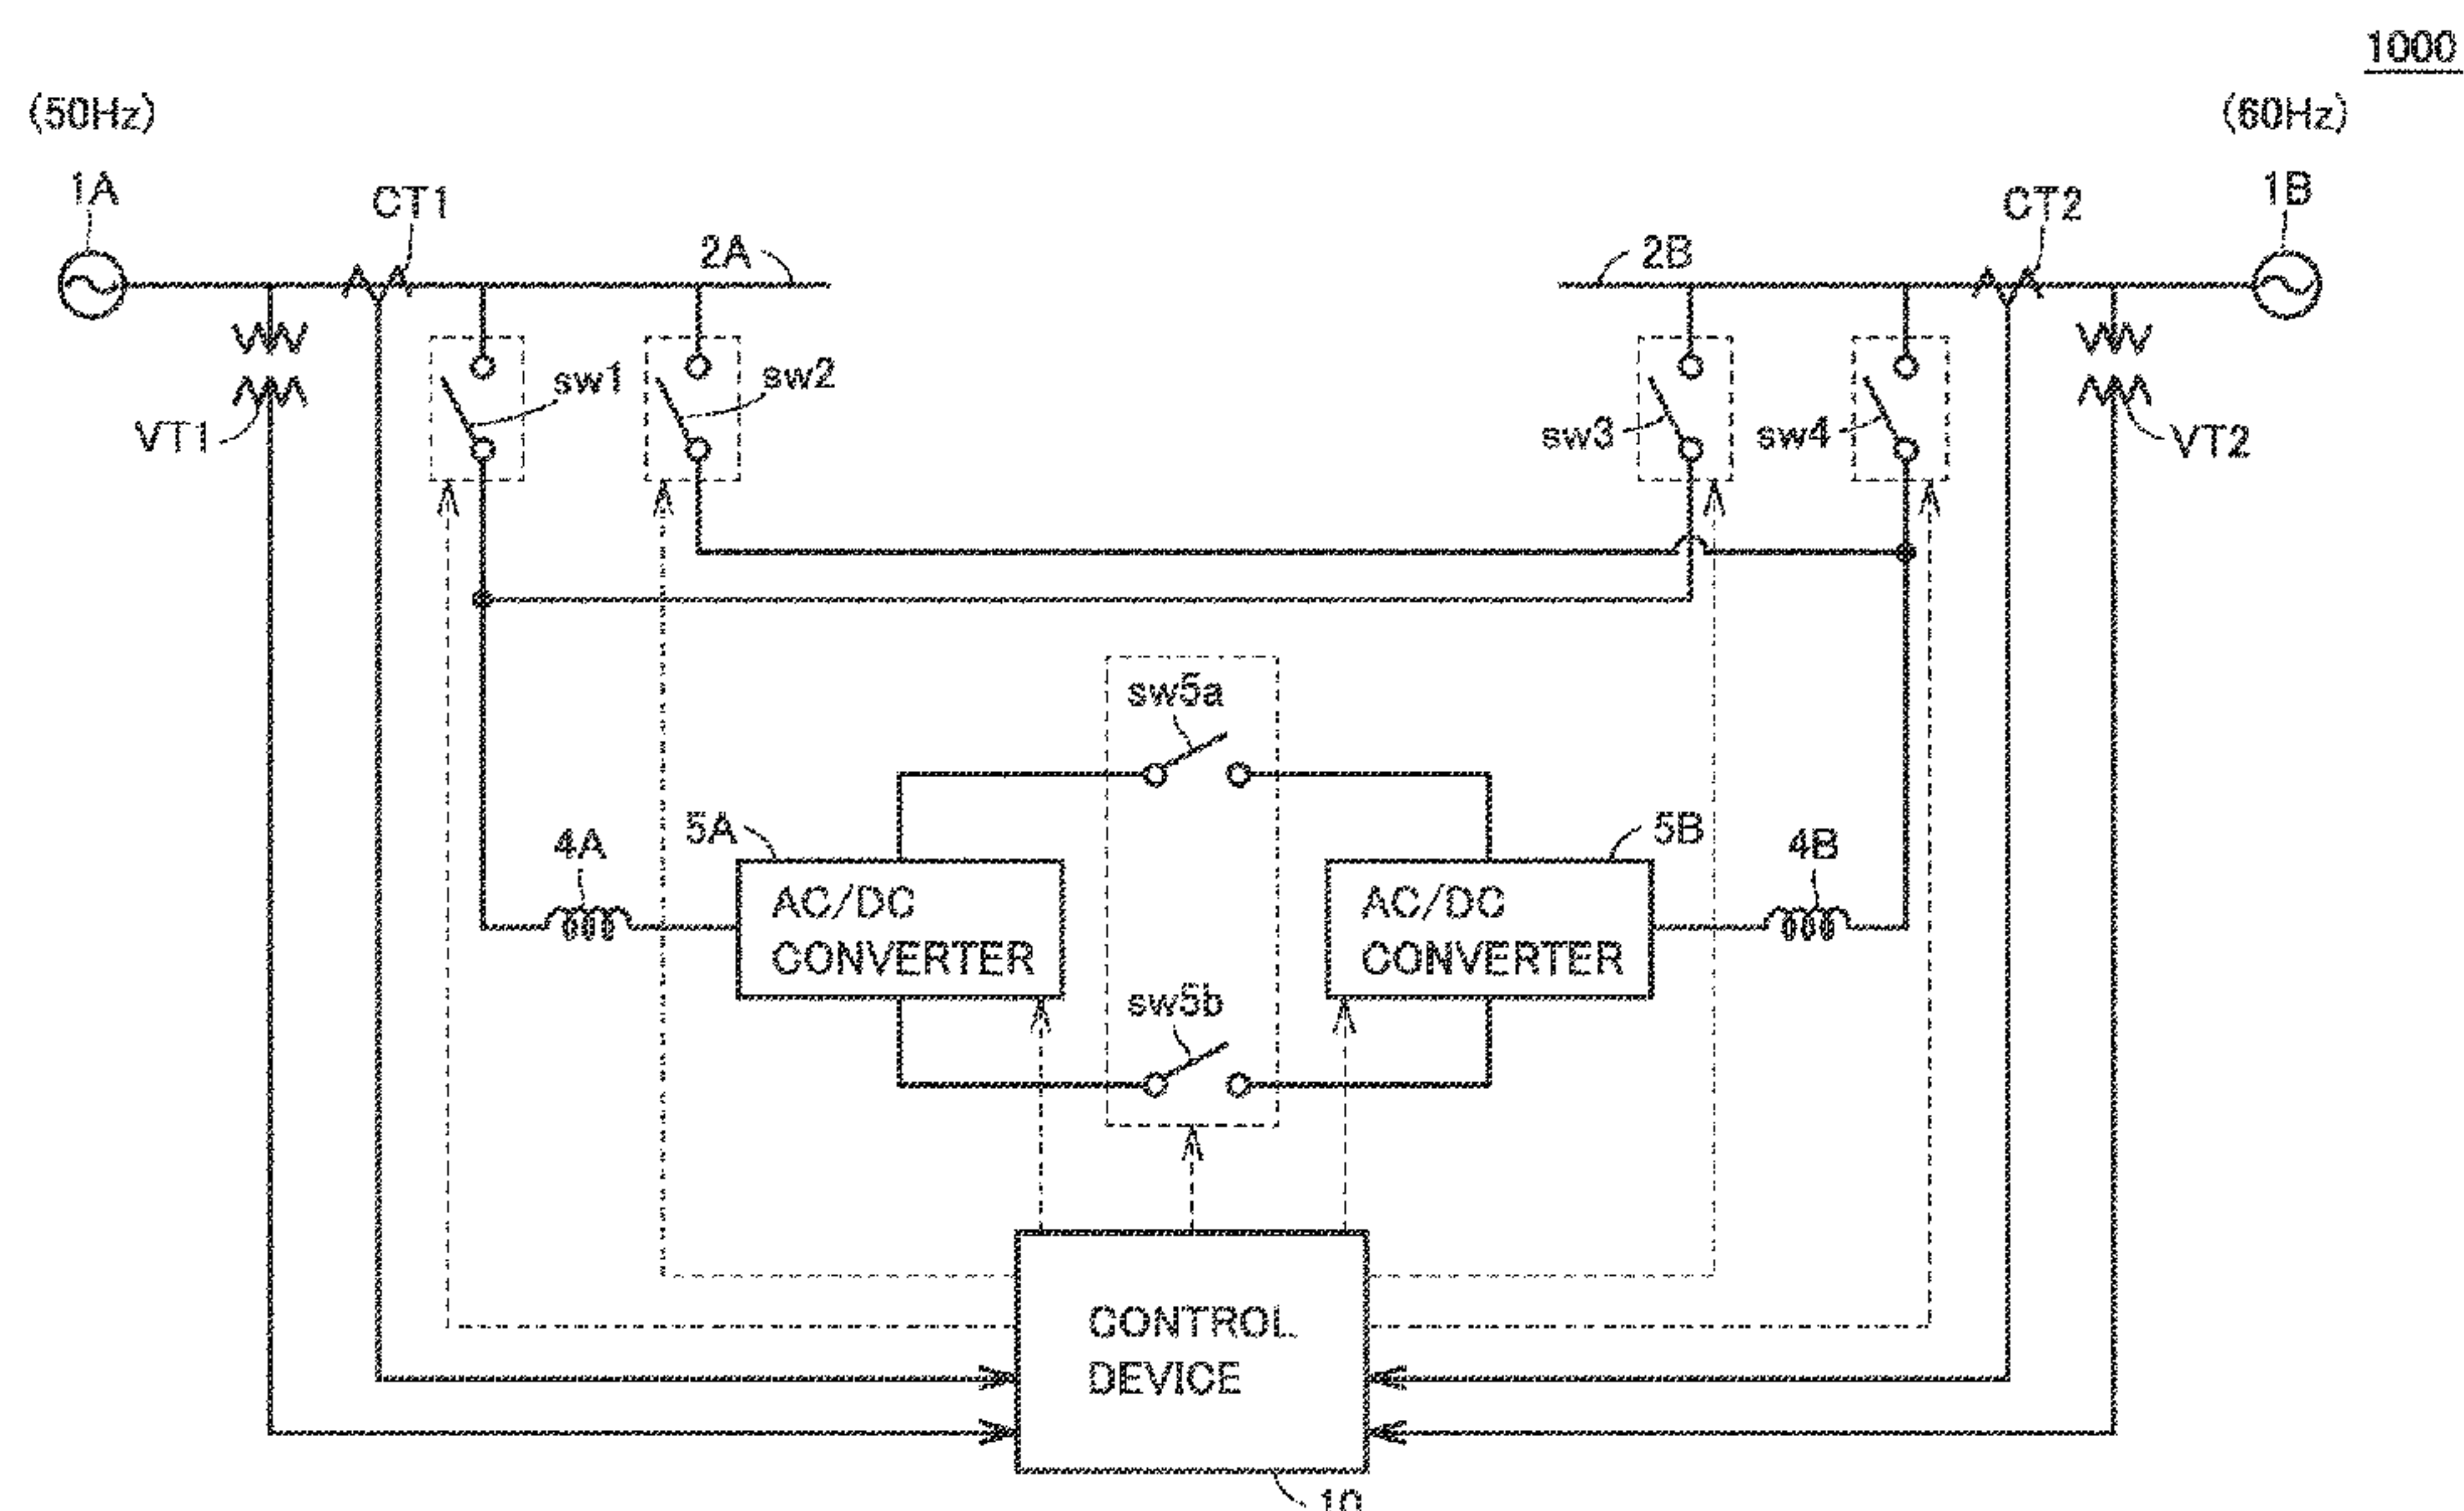 1000
(50Hz)
(60Hz)
1A
CT1
2A
2B
CT2
1B
sw1
sw2
VT1
sw3
sw4
VT2
sw5a
5A
5B
4A
4B
AC/DC
CONVERTER
AC/DC
CONVERTER
sw5b
CONTROL
DEVICE
10